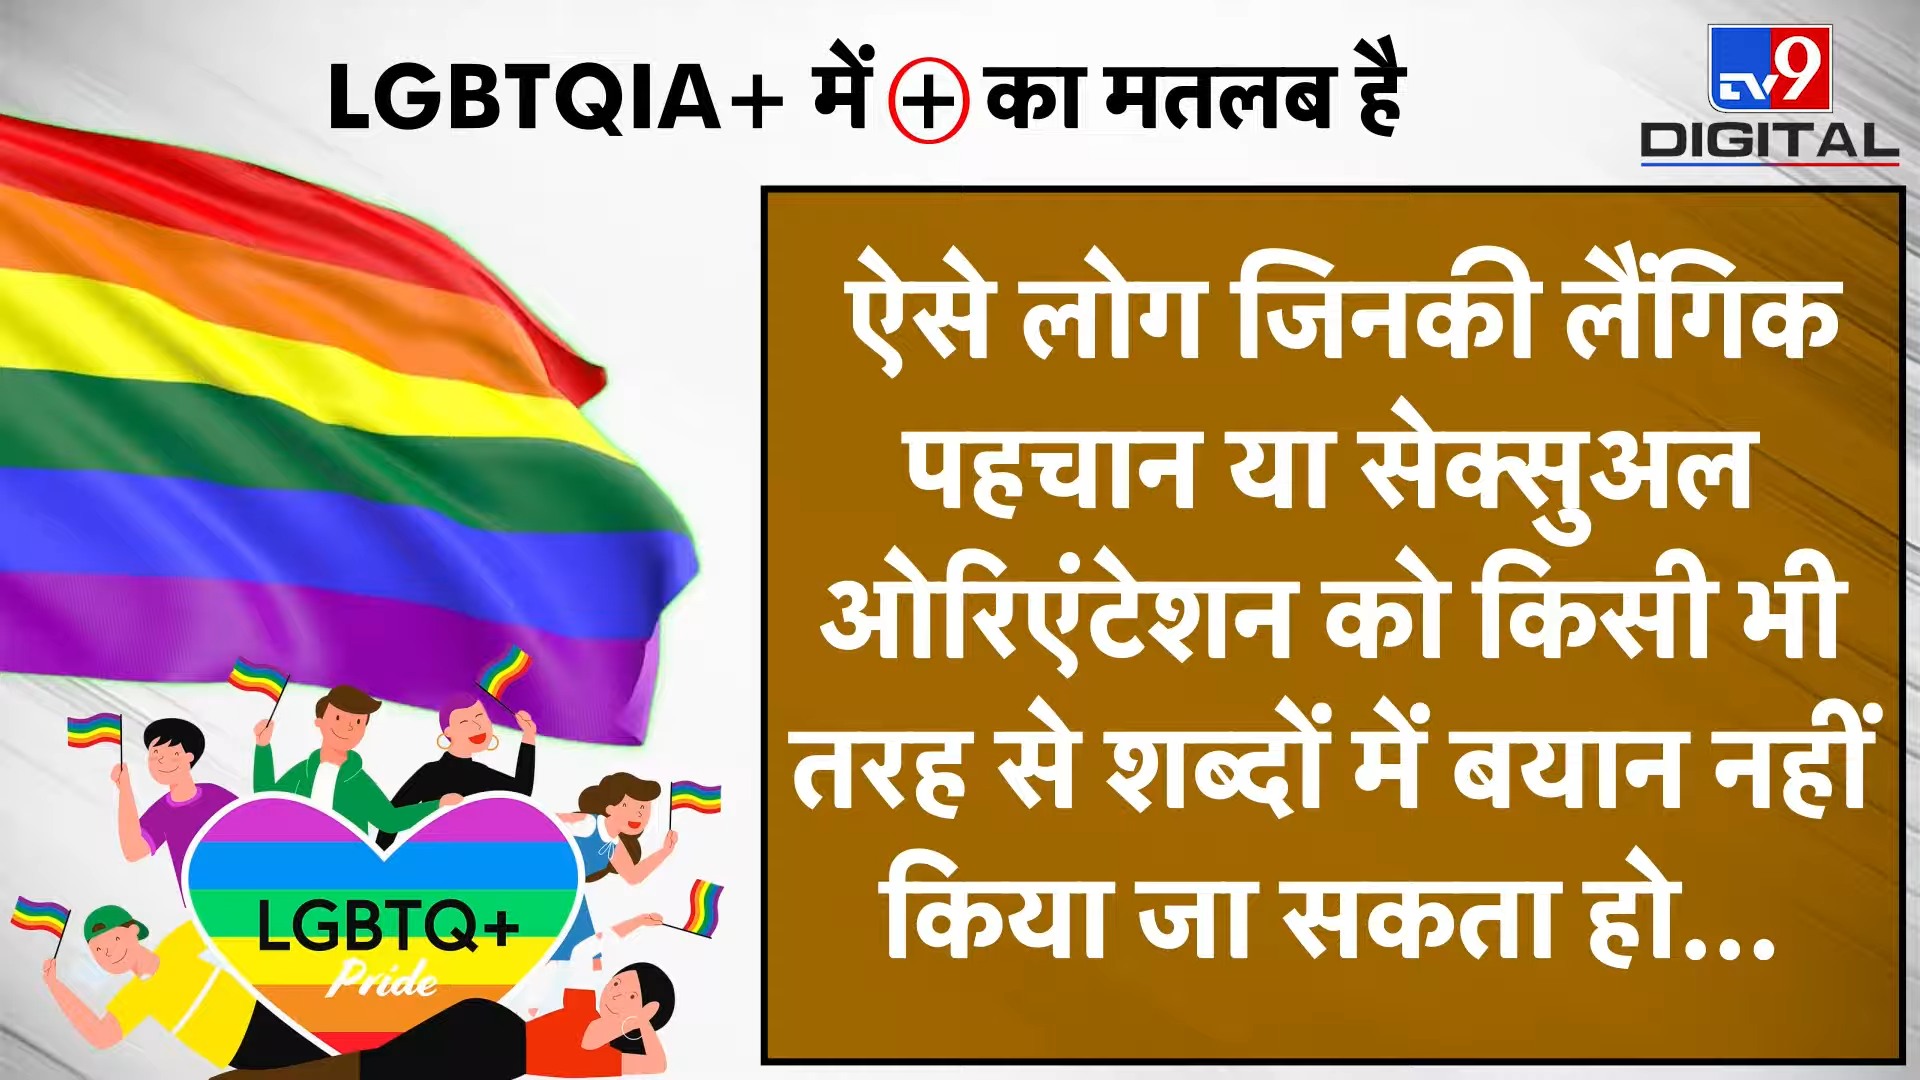 LGBTQIA+ में + का मतलब है
TV9
DIGITAL
ऐसे लोग जिनकी लैंगिक
पहचान या सेक्सुअल
ओरिएंटेशन को किसी भी
तरह से शब्दों में बयान नहीं
किया जा सकता हो...
LGBTQ+
Pride